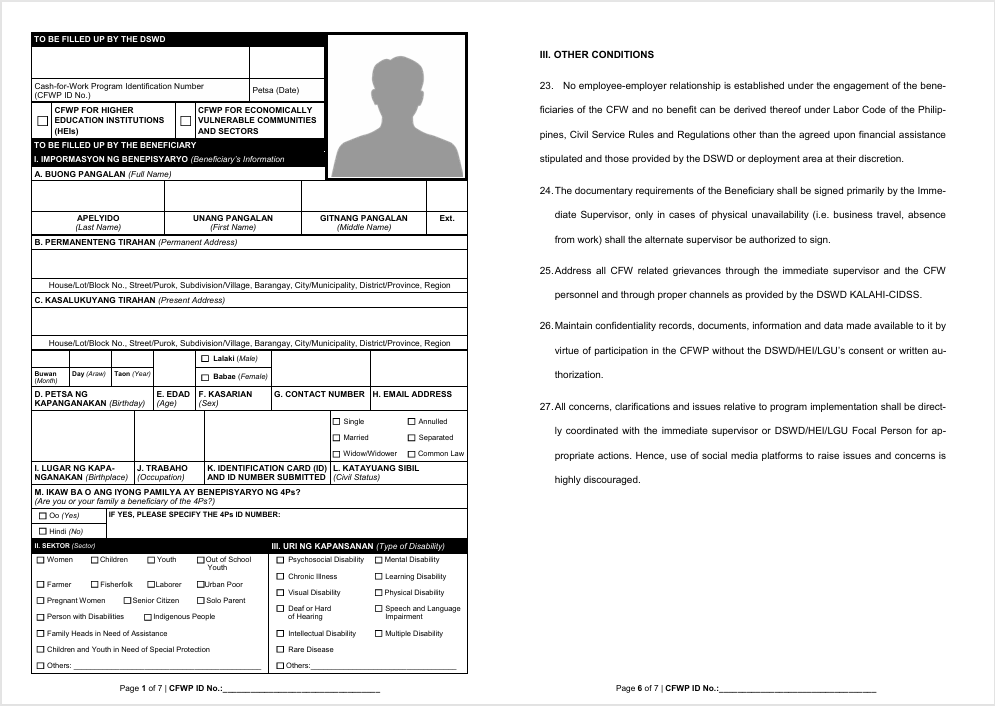 TO BE FILLED UP BY THE DSWD
Cash-for-Work Program Identification Number
(CFWP ID No.)
Petsa (Date)
CFWP FOR HIGHER
EDUCATION INSTITUTIONS
(HEIs)
CFWP FOR ECONOMICALLY
VULNERABLE COMMUNITIES
AND SECTORS
TO BE FILLED UP BY THE BENEFICIARY
I. IMPORMASYON NG BENEPISYARYO (Beneficiary's Information
A. BUONG PANGALAN (Full Name)
APELYIDO
(Last Name)
UNANG PANGALAN
(First Name)
GITNANG PANGALAN
(Middle Name)
Ext.
B. PERMANENTENG TIRAHAN (Permanent Address)
House/Lot/Block No., Street/Purok, Subdivision/Village, Barangay, City/Municipality, District/Province, Region
C. KASALUKUYANG TIRAHAN (Present Address)
House/Lot/Block No., Street/Purok, Subdivision/Village, Barangay, City/Municipality, District/Province, Region
Buwan
(Month)
Day (Araw)
Taon (Year)
Lalaki (Male)
Babae (Female)
D. PETSA NG
KAPANGANAKAN (Birthday)
E. EDAD
(Age)
F. KASARIAN
(Sex)
G. CONTACT NUMBER
H. EMAIL ADDRESS
Single
Annulled
Married
Separated
Widow/Widower
Common Law
I. LUGAR NG KAPA-
NGANAKAN (Birthplace)
J. TRABAHO
(Occupation)
K. IDENTIFICATION CARD (ID)
AND ID NUMBER SUBMITTED
L. KATAYUANG SIBIL
(Civil Status)
M. IKAW BA O ANG IYONG PAMILYA AY BENEPISYARYO NG 4Ps?
(Are you or your family a beneficiary of the 4Ps?)
Oo (Yes)
Hindi (No)
IF YES, PLEASE SPECIFY THE 4Ps ID NUMBER:
II. SEKTOR (Sector)
Women
Children
Youth
Out of School
Youth
Farmer
Fisherfolk
Laborer
Urban Poor
Pregnant Women
Senior Citizen
Solo Parent
Person with Disabilities
Indigenous People
Family Heads in Need of Assistance
Children and Youth in Need of Special Protection
Others: ____________________
III. URI NG KAPANSANAN (Type of Disability)
Psychosocial Disability
Mental Disability
Chronic Illness
Learning Disability
Visual Disability
Physical Disability
Deaf or Hard
of Hearing
Speech and Language
Impairment
Intellectual Disability
Multiple Disability
Rare Disease
Others:____________________
Page 1 of 7 | CFWP ID No.:____________________
III. OTHER CONDITIONS
23. No employee-employer relationship is established under the engagement of the bene-
ficiaries of the CFW and no benefit can be derived thereof under Labor Code of the Philip-
pines, Civil Service Rules and Regulations other than the agreed upon financial assistance
stipulated and those provided by the DSWD or deployment area at their discretion.
24. The documentary requirements of the Beneficiary shall be signed primarily by the Imme-
diate Supervisor, only in cases of physical unavailability (i.e. business travel, absence
from work) shall the alternate supervisor be authorized to sign.
25. Address all CFW related grievances through the immediate supervisor and the CFW
personnel and through proper channels as provided by the DSWD KALAHI-CIDSS.
26. Maintain confidentiality records, documents, information and data made available to it by
virtue of participation in the CFWP without the DSWD/HEI/LGU's consent or written au-
thorization.
27. All concerns, clarifications and issues relative to program implementation shall be direct-
ly coordinated with the immediate supervisor or DSWD/HEI/LGU Focal Person for ap-
propriate actions. Hence, use of social media platforms to raise issues and concerns is
highly discouraged.
Page 6 of 7 | CFWP ID No.:____________________